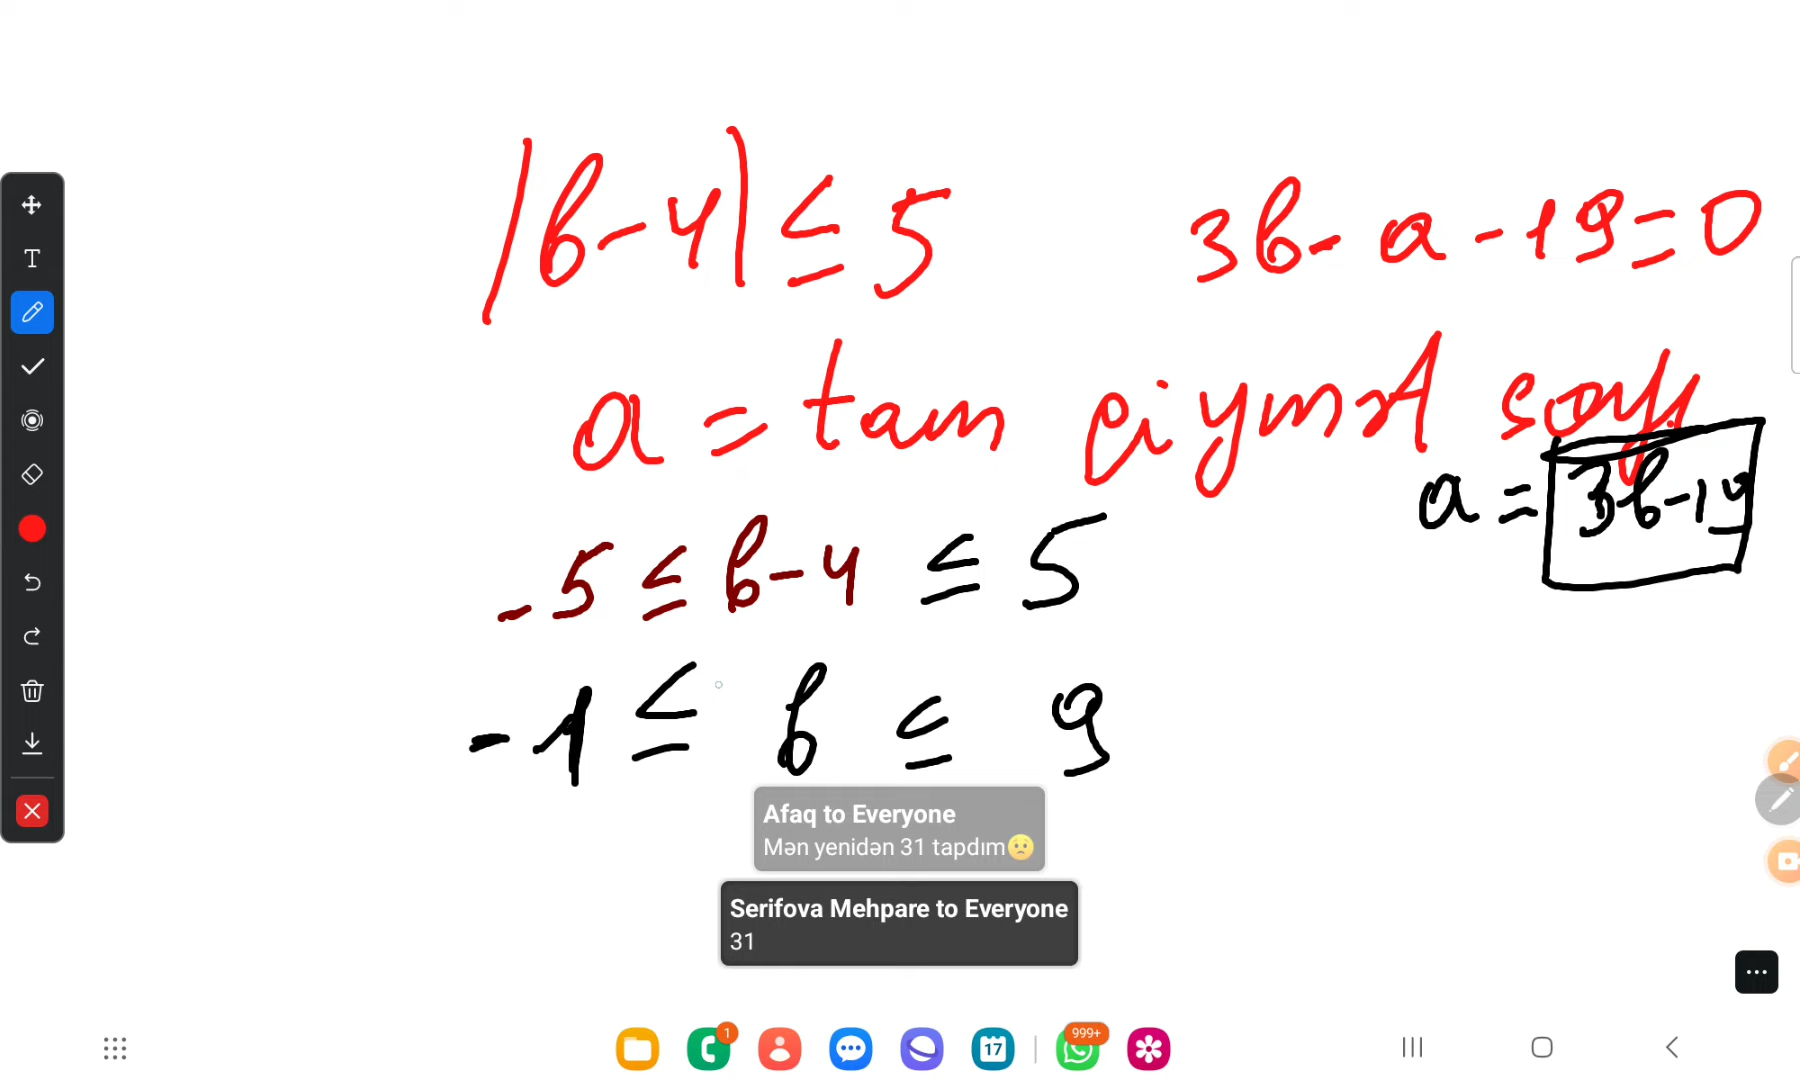 |b-4| ≤ 5 3b-a-19=0
a = tam qiymət sayı
a = 3b-19
-5 ≤ b-4 ≤ 5
-1 ≤ b ≤ 9
Afaq to Everyone
Mən yenidən 31 tapdım😟
Serifova Mehpare to Everyone
31
T
1
17
999+